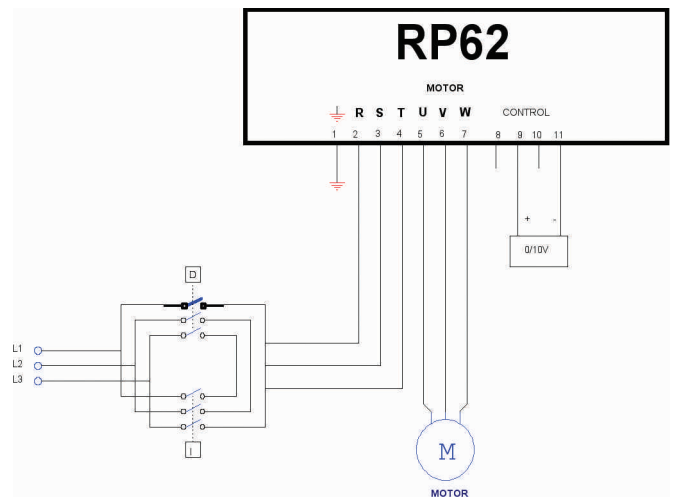 RP62
MOTOR
R S T U V W CONTROL
1 2 3 4 5 6 7 8 9 10 11
+ -
0/10V
D
L1
L2
L3
I
M
MOTOR